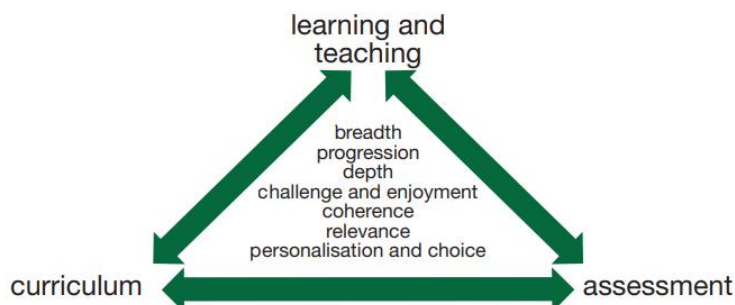 learning and
teaching
breadth
progression
depth
challenge and enjoyment
coherence
relevance
personalisation and choice
curriculum
assessment